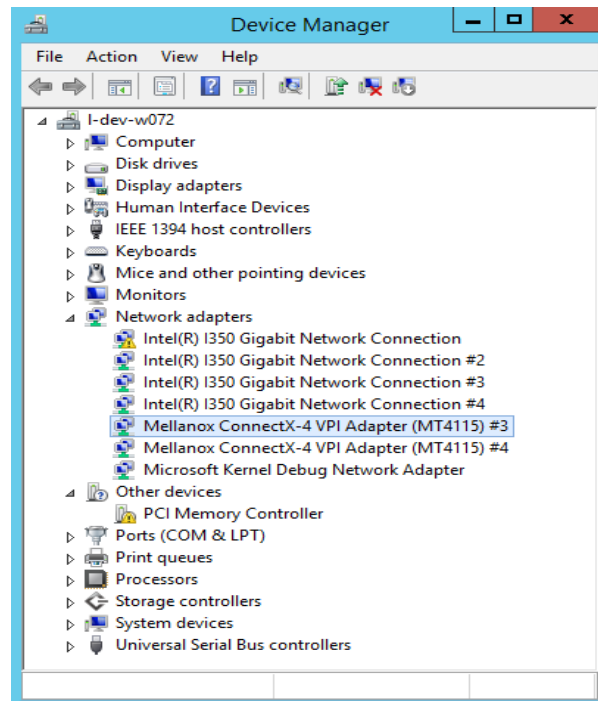 Device Manager
File Action View Help
l-dev-w072
Computer
Disk drives
Display adapters
Human Interface Devices
IEEE 1394 host controllers
Keyboards
Mice and other pointing devices
Monitors
Network adapters
Intel(R) I350 Gigabit Network Connection
Intel(R) I350 Gigabit Network Connection #2
Intel(R) I350 Gigabit Network Connection #3
Intel(R) I350 Gigabit Network Connection #4
Mellanox ConnectX-4 VPI Adapter (MT4115) #3
Mellanox ConnectX-4 VPI Adapter (MT4115) #4
Microsoft Kernel Debug Network Adapter
Other devices
PCI Memory Controller
Ports (COM & LPT)
Print queues
Processors
Storage controllers
System devices
Universal Serial Bus controllers